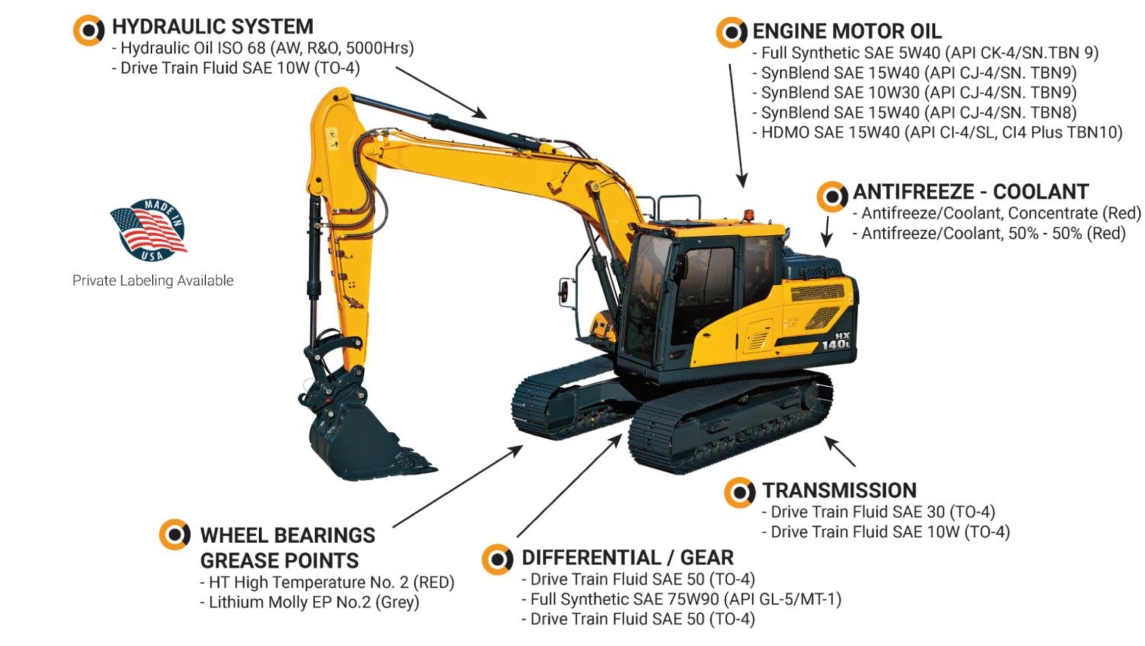 HYDRAULIC SYSTEM
- Hydraulic Oil ISO 68 (AW, R&O, 5000Hrs)
- Drive Train Fluid SAE 10W (TO-4)
ENGINE MOTOR OIL
- Full Synthetic SAE 5W40 (API CK-4/SN.TBN 9)
- SynBlend SAE 15W40 (API CJ-4/SN. TBN9)
- SynBlend SAE 10W30 (API CJ-4/SN. TBN9)
- SynBlend SAE 15W40 (API CJ-4/SN. TBN8)
- HDMO SAE 15W40 (API CI-4/SL, CI4 Plus TBN10)
ANTIFREEZE - COOLANT
- Antifreeze/Coolant, Concentrate (Red)
- Antifreeze/Coolant, 50% - 50% (Red)
MADE IN
USA
Private Labeling Available
HX
140L
TRANSMISSION
- Drive Train Fluid SAE 30 (TO-4)
- Drive Train Fluid SAE 10W (TO-4)
WHEEL BEARINGS
GREASE POINTS
- HT High Temperature No. 2 (RED)
- Lithium Molly EP No.2 (Grey)
DIFFERENTIAL / GEAR
- Drive Train Fluid SAE 50 (TO-4)
- Full Synthetic SAE 75W90 (API GL-5/MT-1)
- Drive Train Fluid SAE 50 (TO-4)